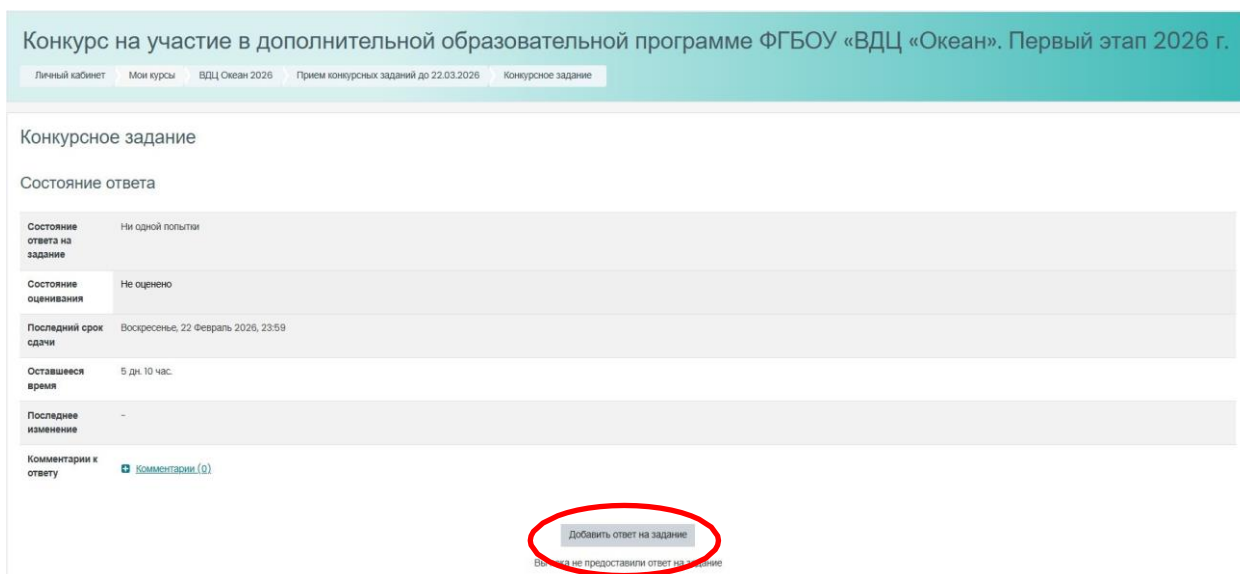 Конкурс на участие в дополнительной образовательной программе ФГБОУ «ВДЦ «Океан». Первый этап 2026 г.
Личный кабинет Мои курсы ВДЦ Океан 2026 Прием конкурсных заданий до 22.03.2026 Конкурсное задание
Конкурсное задание
Состояние ответа
Состояние
ответа на
задание
Ни одной попытки
Состояние
оценивания
Не оценено
Последний срок
сдачи
Воскресенье, 22 Февраль 2026, 23:59
Оставшееся
время
5 дн. 10 час.
Последнее
изменение
-
Комментарии к
ответу
Комментарии (0)
Добавить ответ на задание
Вы пока не предоставили ответ на задание